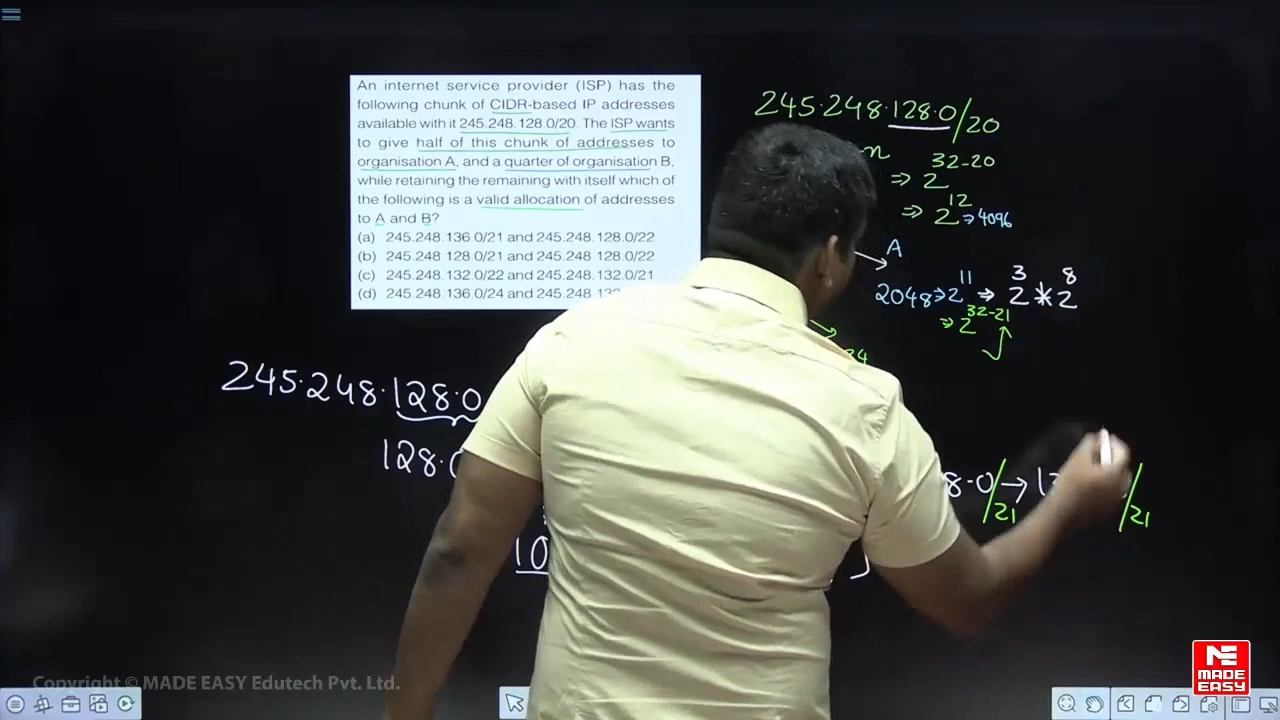 An internet service provider (ISP) has the
following chunk of CIDR-based IP addresses
available with it 245.248.128.0/20. The ISP wants
to give half of this chunk of addresses to
organisation A, and a quarter of organisation B,
while retaining the remaining with itself which of
the following is a valid allocation of addresses
to A and B?
(a) 245.248.136.0/21 and 245.248.128.0/22
(b) 245.248.128.0/21 and 245.248.128.0/22
(c) 245.248.132.0/22 and 245.248.132.0/21
(d) 245.248.136.0/24 and 245.248.
245.248.128.0/20
n
⇒ 2^32-20
⇒ 2^12 ⇒ 4096
A
2048 ⇒ 2^11 ⇒ 2^3 * 2^8
⇒ 2^32-21
245.248.128.0
128.
8.0/21 →
/21
10
Copyright © MADE EASY Edutech Pvt. Ltd.
ME
MADE
EASY